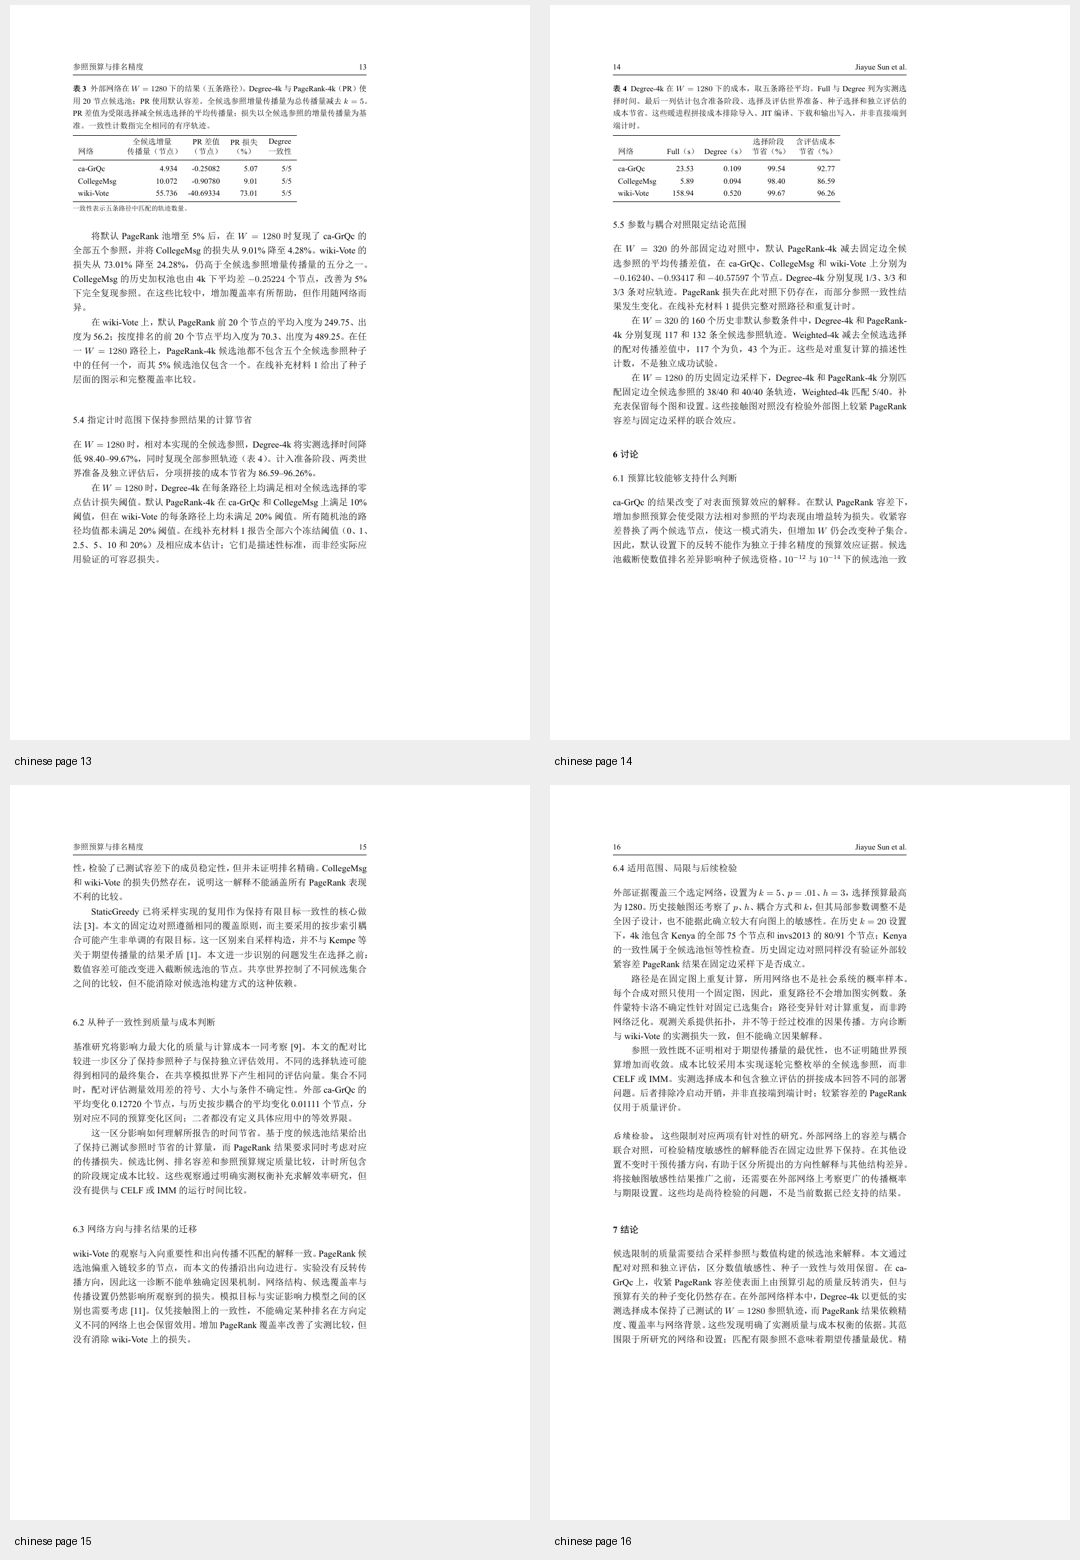 参照预算与排名精度 13
表 3 外部网络在 W = 1280 下的结果（五条路径）。Degree-4k 与 PageRank-4k（PR）使
用 20 节点候选池；PR 使用默认容差。全候选参照增量传播量为总传播量减去 k = 5。
PR 差值为受限选择减全候选选择的平均传播量；损失以全候选参照的增量传播量为基
准。一致性计数指完全相同的有序轨迹。
网络 全候选增量传播量（节点） PR 差值（节点） PR 损失（%） Degree 一致性
ca-GrQc 4.934 -0.25082 5.07 5/5
CollegeMsg 10.072 -0.90780 9.01 5/5
wiki-Vote 55.736 -40.69334 73.01 5/5
一致性表示五条路径中匹配的轨迹数量。
将默认 PageRank 池增至 5% 后，在 W = 1280 时复现了 ca-GrQc 的
全部五个参照，并将 CollegeMsg 的损失从 9.01% 降至 4.28%。wiki-Vote 的
损失从 73.01% 降至 24.28%，仍高于全候选参照增量传播量的五分之一。
CollegeMsg 的历史加权池也由 4k 下平均差 −0.25224 个节点，改善为 5%
下完全复现参照。在这些比较中，增加覆盖率有所帮助，但作用随网络而
异。
在 wiki-Vote 上，默认 PageRank 前 20 个节点的平均入度为 249.75、出
度为 56.2；按度排名的前 20 个节点平均入度为 70.3、出度为 489.25。在任
一 W = 1280 路径上，PageRank-4k 候选池都不包含五个全候选参照种子
中的任何一个，而其 5% 候选池仅包含一个。在线补充材料 1 给出了种子
层面的图示和完整覆盖率比较。
5.4 指定计时范围下保持参照结果的计算节省
在 W = 1280 时，相对本实现的全候选参照，Degree-4k 将实测选择时间降
低 98.40–99.67%，同时复现全部参照轨迹（表 4）。计入准备阶段、两类世
界准备及独立评估后，分项拼接的成本节省为 86.59–96.26%。
在 W = 1280 时，Degree-4k 在每条路径上均满足相对全候选选择的零
点估计损失阈值。默认 PageRank-4k 在 ca-GrQc 和 CollegeMsg 上满足 10%
阈值，但在 wiki-Vote 的每条路径上均未满足 20% 阈值。所有随机池的路
径均值都未满足 20% 阈值。在线补充材料 1 报告全部六个冻结阈值（0、1、
2.5、5、10 和 20%）及相应成本估计；它们是描述性标准，而非经实际应
用验证的可容忍损失。
chinese page 13
14 Jiayue Sun et al.
表 4 Degree-4k 在 W = 1280 下的成本，取五条路径平均。Full 与 Degree 列为实测选
择时间。最后一列估计包含准备阶段、选择及评估世界准备、种子选择和独立评估的
成本节省。这些暖进程拼接成本排除导入、JIT 编译、下载和输出写入，并非直接端到
端计时。
网络 Full（s） Degree（s） 选择阶段节省（%） 含评估成本节省（%）
ca-GrQc 23.53 0.109 99.54 92.77
CollegeMsg 5.89 0.094 98.40 86.59
wiki-Vote 158.94 0.520 99.67 96.26
5.5 参数与耦合对照限定结论范围
在 W = 320 的外部固定边对照中，默认 PageRank-4k 减去固定边全候
选参照的平均传播差值，在 ca-GrQc、CollegeMsg 和 wiki-Vote 上分别为
−0.16240、−0.93417 和 −40.57597 个节点。Degree-4k 分别复现 1/3、3/3 和
3/3 条对应轨迹。PageRank 损失在此对照下仍存在，而部分参照一致性结
果发生变化。在线补充材料 1 提供完整对照路径和重复计时。
在 W = 320 的 160 个历史非默认参数条件中，Degree-4k 和 PageRank-
4k 分别复现 117 和 132 条全候选参照轨迹。Weighted-4k 减去全候选选择
的配对传播差值中，117 个为负，43 个为正。这些是对重复计算的描述性
计数，不是独立成功试验。
在 W = 1280 的历史固定边采样下，Degree-4k 和 PageRank-4k 分别匹
配固定边全候选参照的 38/40 和 40/40 条轨迹，Weighted-4k 匹配 5/40。补
充表保留每个图和设置。这些接触图对照没有检验外部图上较紧 PageRank
容差与固定边采样的联合效应。
6 讨论
6.1 预算比较能够支持什么判断
ca-GrQc 的结果改变了对表面预算效应的解释。在默认 PageRank 容差下，
增加参照预算会使受限方法相对参照的平均表现由增益转为损失。收紧容
差替换了两个候选节点，使这一模式消失，但增加 W 仍会改变种子集合。
因此，默认设置下的反转不能作为独立于排名精度的预算效应证据。候选
池截断使数值排名差异影响种子候选资格。10⁻¹² 与 10⁻¹⁴ 下的候选池一致
chinese page 14
参照预算与排名精度 15
性，检验了已测试容差下的成员稳定性，但并未证明排名精确。CollegeMsg
和 wiki-Vote 的损失仍然存在，说明这一解释不能涵盖所有 PageRank 表现
不利的比较。
StaticGreedy 已将采样实现的复用作为保持有限目标一致性的核心做
法 [3]。本文的固定边对照遵循相同的覆盖原则，而主要采用的按步索引耦
合可能产生非单调的有限目标。这一区别来自采样构造，并不与 Kempe 等
关于期望传播量的结果矛盾 [1]。本文进一步识别的问题发生在选择之前：
数值容差可能改变进入截断候选池的节点。共享世界控制了不同候选集合
之间的比较，但不能消除对候选池构建方式的这种依赖。
6.2 从种子一致性到质量与成本判断
基准研究将影响力最大化的质量与计算成本一同考察 [9]。本文的配对比
较进一步区分了保持参照种子与保持独立评估效用。不同的选择轨迹可能
得到相同的最终集合，在共享模拟世界下产生相同的评估向量。集合不同
时，配对评估测量效用差的符号、大小与条件不确定性。外部 ca-GrQc 的
平均变化 0.12720 个节点，与历史按步耦合的平均变化 0.01111 个节点，分
别对应不同的预算变化区间；二者都没有定义具体应用中的等效界限。
这一区分影响如何理解所报告的时间节省。基于度的候选池结果给出
了保持已测试参照时节省的计算量，而 PageRank 结果要求同时考虑对应
的传播损失。候选比例、排名容差和参照预算规定质量比较，计时所包含
的阶段规定成本比较。这些观察通过明确实测权衡补充求解效率研究，但
没有提供与 CELF 或 IMM 的运行时间比较。
6.3 网络方向与排名结果的迁移
wiki-Vote 的观察与入向重要性和出向传播不匹配的解释一致。PageRank 候
选池偏重入链较多的节点，而本文的传播沿出向边进行。实验没有反转传
播方向，因此这一诊断不能单独确定因果机制。网络结构、候选覆盖率与
传播设置仍然影响所观察到的损失。模拟目标与实证影响力模型之间的区
别也需要考虑 [11]。仅凭接触图上的一致性，不能确定某种排名在方向定
义不同的网络上也会保留效用。增加 PageRank 覆盖率改善了实测比较，但
没有消除 wiki-Vote 上的损失。
chinese page 15
16 Jiayue Sun et al.
6.4 适用范围、局限与后续检验
外部证据覆盖三个选定网络，设置为 k = 5、p = .01、h = 3，选择预算最高
为 1280。历史接触图还考察了 p、h、耦合方式和 k，但其局部参数调整不是
全因子设计，也不能据此确立较大有向图上的敏感性。在历史 k = 20 设置
下，4k 池包含 Kenya 的全部 75 个节点和 invs2013 的 80/91 个节点；Kenya
的一致性属于全候选池恒等性检查。历史固定边对照同样没有验证外部较
紧容差 PageRank 结果在固定边采样下是否成立。
路径是在固定图上重复计算，所用网络也不是社会系统的概率样本。
每个合成对照只使用一个固定图，因此，重复路径不会增加图实例数。条
件蒙特卡洛不确定性针对固定已选集合；路径变异针对计算重复，而非跨
网络泛化。观测关系提供拓扑，并不等于经过校准的因果传播。方向诊断
与 wiki-Vote 的实测损失一致，但不能确立因果解释。
参照一致性既不证明相对于期望传播量的最优性，也不证明随世界预
算增加而收敛。成本比较采用本实现逐轮完整枚举的全候选参照，而非
CELF 或 IMM。实测选择成本和包含独立评估的拼接成本回答不同的部署
问题。后者排除冷启动开销，并非直接端到端计时；较紧容差的 PageRank
仅用于质量评价。
后续检验。这些限制对应两项有针对性的研究。外部网络上的容差与耦合
联合对照，可检验精度敏感性的解释能否在固定边世界下保持。在其他设
置不变时干预传播方向，有助于区分所提出的方向性解释与其他结构差异。
将接触图敏感性结果推广之前，还需要在外部网络上考察更广的传播概率
与期限设置。这些均是尚待检验的问题，不是当前数据已经支持的结果。
7 结论
候选限制的质量需要结合采样参照与数值构建的候选池来解释。本文通过
配对对照和独立评估，区分数值敏感性、种子一致性与效用保留。在 ca-
GrQc 上，收紧 PageRank 容差使表面上由预算引起的质量反转消失，但与
预算有关的种子变化仍然存在。在外部网络样本中，Degree-4k 以更低的实
测选择成本保持了已测试的 W = 1280 参照轨迹，而 PageRank 结果依赖精
度、覆盖率与网络背景。这些发现明确了实测质量与成本权衡的依据。其范
围限于所研究的网络和设置；匹配有限参照不意味着期望传播量最优。精
chinese page 16